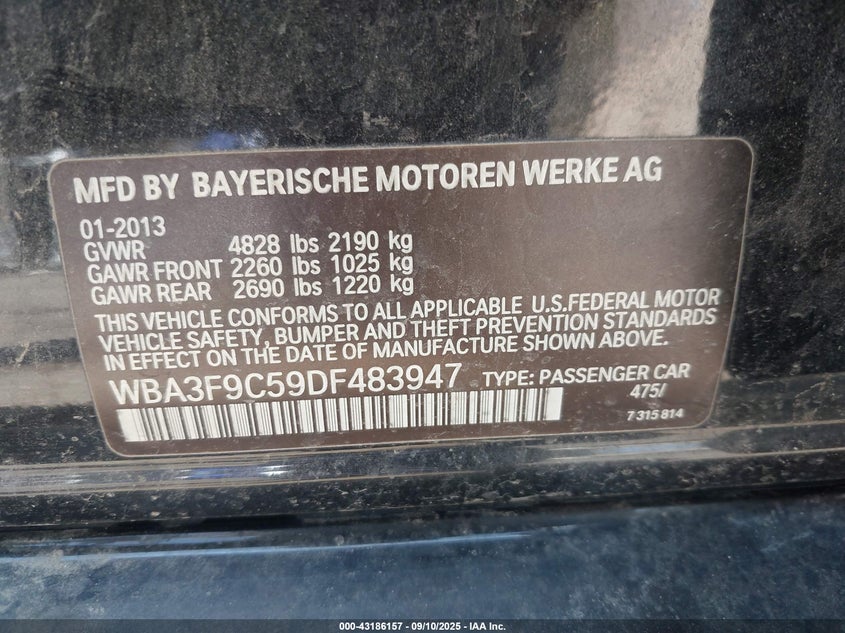 MFD BY BAYERISCHE MOTOREN WERKE AG
01-2013
GVWR 4828 lbs 2190 kg
GAWR FRONT 2260 lbs 1025 kg
GAWR REAR 2690 lbs 1220 kg
THIS VEHICLE CONFORMS TO ALL APPLICABLE U.S.FEDERAL MOTOR
VEHICLE SAFETY, BUMPER AND THEFT PREVENTION STANDARDS
IN EFFECT ON THE DATE OF MANUFACTURE SHOWN ABOVE.
WBA3F9C59DF483947 TYPE: PASSENGER CAR
475/
7 315 814
000-43186157 - 09/10/2025 - IAA Inc.